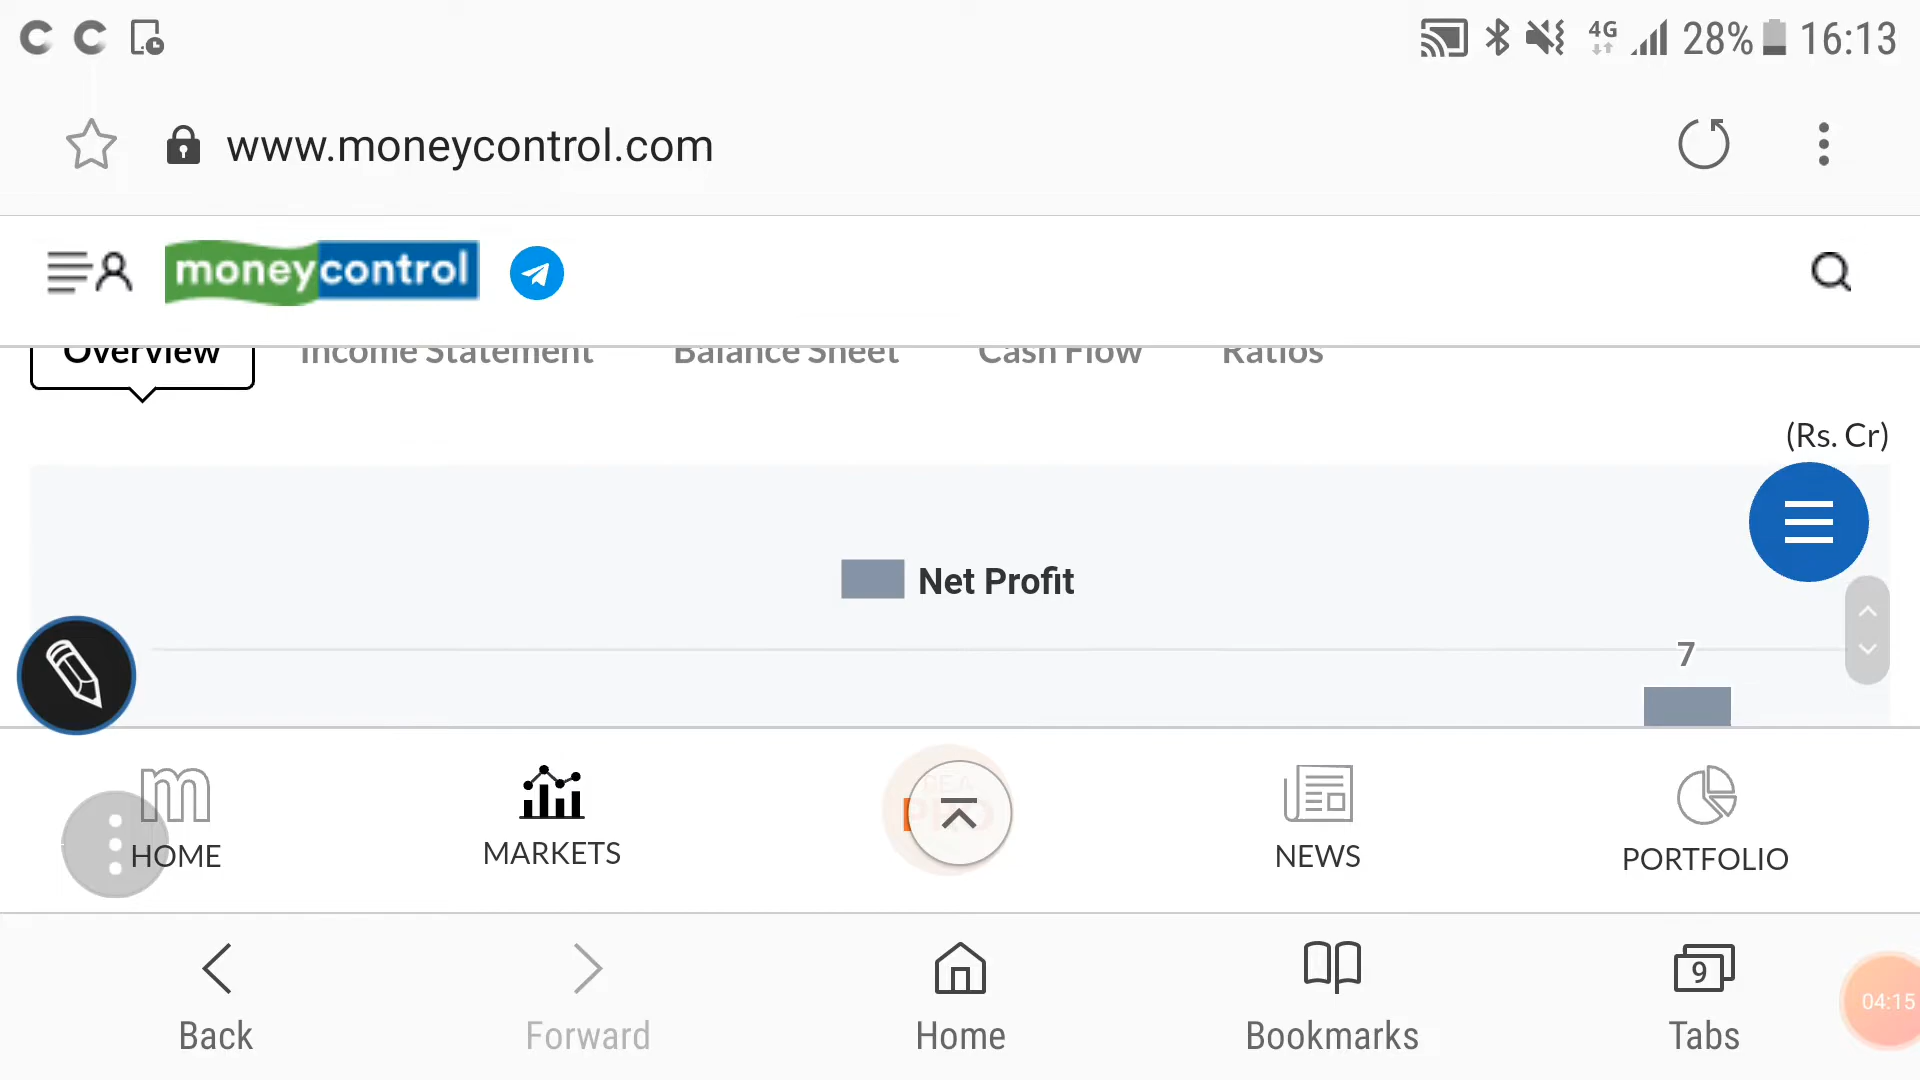 4G 28% 16:13
www.moneycontrol.com
moneycontrol
Overview Income Statement Balance Sheet Cash Flow Ratios
(Rs. Cr)
Net Profit
7
HOME MARKETS NEWS PORTFOLIO
9
Back Forward Home Bookmarks Tabs
04:15